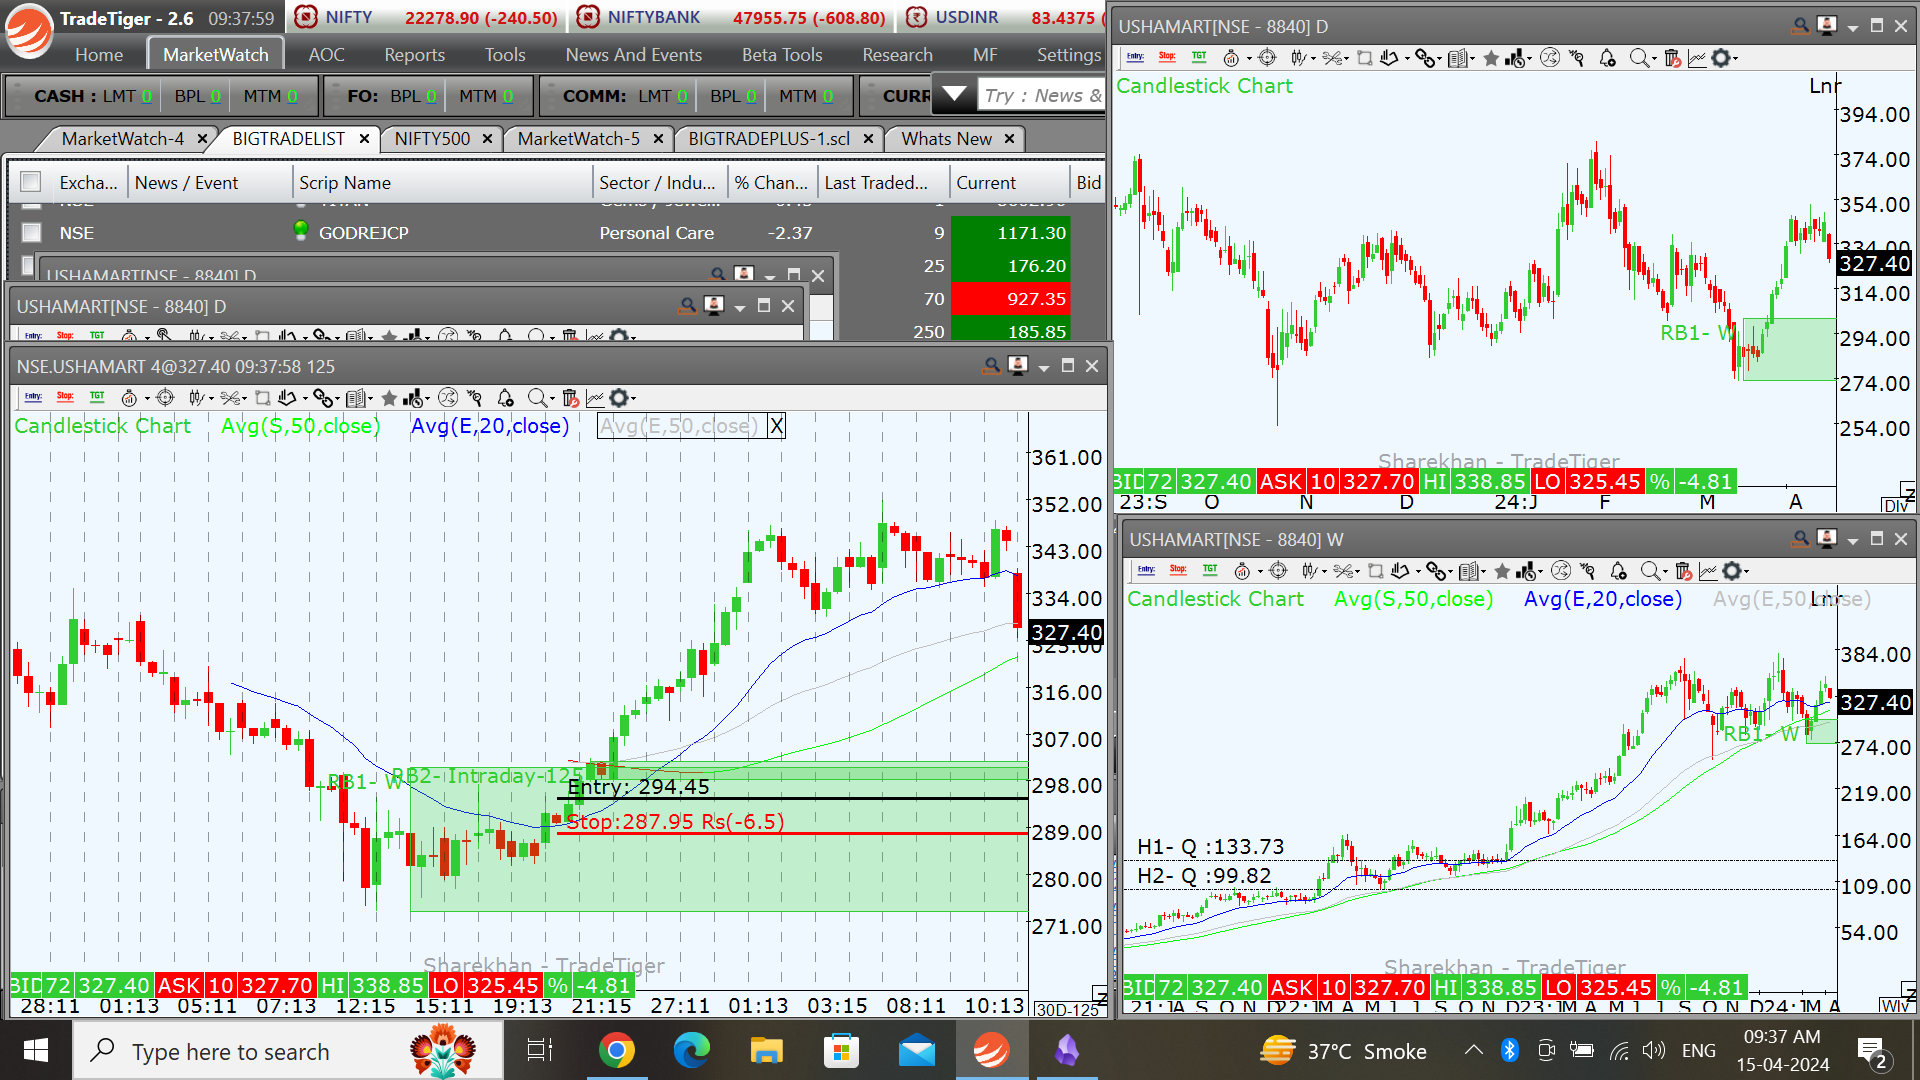 TradeTiger - 2.6 09:37:59 NIFTY 22278.90 (-240.50) NIFTYBANK 47955.75 (-608.80) USDINR 83.4375 (
Home MarketWatch AOC Reports Tools News And Events Beta Tools Research MF Settings
CASH : LMT 0 BPL 0 MTM 0 FO: BPL 0 MTM 0 COMM: LMT 0 BPL 0 MTM 0 CURR Try : News &
MarketWatch-4 BIGTRADELIST NIFTY500 MarketWatch-5 BIGTRADEPLUS-1.scl Whats New
Excha... News / Event Scrip Name Sector / Indu... % Chan... Last Traded... Current Bid
NSE GODREJCP Personal Care -2.37 9 1171.30
25 176.20
70 927.35
250 185.85
USHAMART[NSE - 8840] D
USHAMART[NSE - 8840] D
Entry: Stop: TGT
NSE.USHAMART 4@327.40 09:37:58 125
Entry: Stop: TGT
Candlestick Chart Avg(S,50,close) Avg(E,20,close) Avg(E,50,close) X
361.00
352.00
343.00
334.00
327.40
325.00
316.00
307.00
298.00
289.00
280.00
271.00
RB1- W RB2- Intraday-125
Entry: 294.45
Stop:287.95 Rs(-6.5)
Sharekhan - TradeTiger
BID 72 327.40 ASK 10 327.70 HI 338.85 LO 325.45 % -4.81
28:11 01:13 05:11 07:13 12:15 15:11 19:13 21:15 27:11 01:13 03:15 08:11 10:13 30D-125
Z
USHAMART[NSE - 8840] D
Entry: Stop: TGT
Candlestick Chart Lnr
394.00
374.00
354.00
334.00
327.40
314.00
294.00
274.00
254.00
RB1- W
Sharekhan - TradeTiger
BID 72 327.40 ASK 10 327.70 HI 338.85 LO 325.45 % -4.81
23:S O N D 24:J F M A DIv
Z
USHAMART[NSE - 8840] W
Entry: Stop: TGT
Candlestick Chart Avg(S,50,close) Avg(E,20,close) Avg(E,50,close) Lnr
384.00
327.40
274.00
219.00
164.00
109.00
54.00
RB1- W
H1- Q :133.73
H2- Q :99.82
Sharekhan - TradeTiger
BID 72 327.40 ASK 10 327.70 HI 338.85 LO 325.45 % -4.81
Z
Type here to search
37°C Smoke ENG 09:37 AM
15-04-2024 2